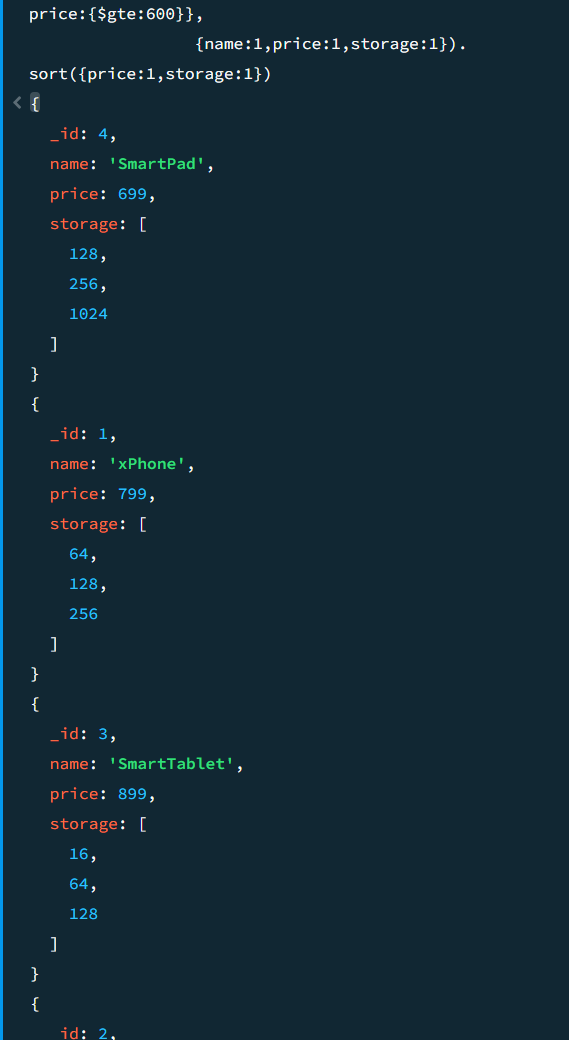 price:{$gte:600}},
{name:1,price:1,storage:1}).
sort({price:1,storage:1})
{
_id: 4,
name: 'SmartPad',
price: 699,
storage: [
128,
256,
1024
]
}
{
_id: 1,
name: 'xPhone',
price: 799,
storage: [
64,
128,
256
]
}
{
_id: 3,
name: 'SmartTablet',
price: 899,
storage: [
16,
64,
128
]
}
{
_id: 2,